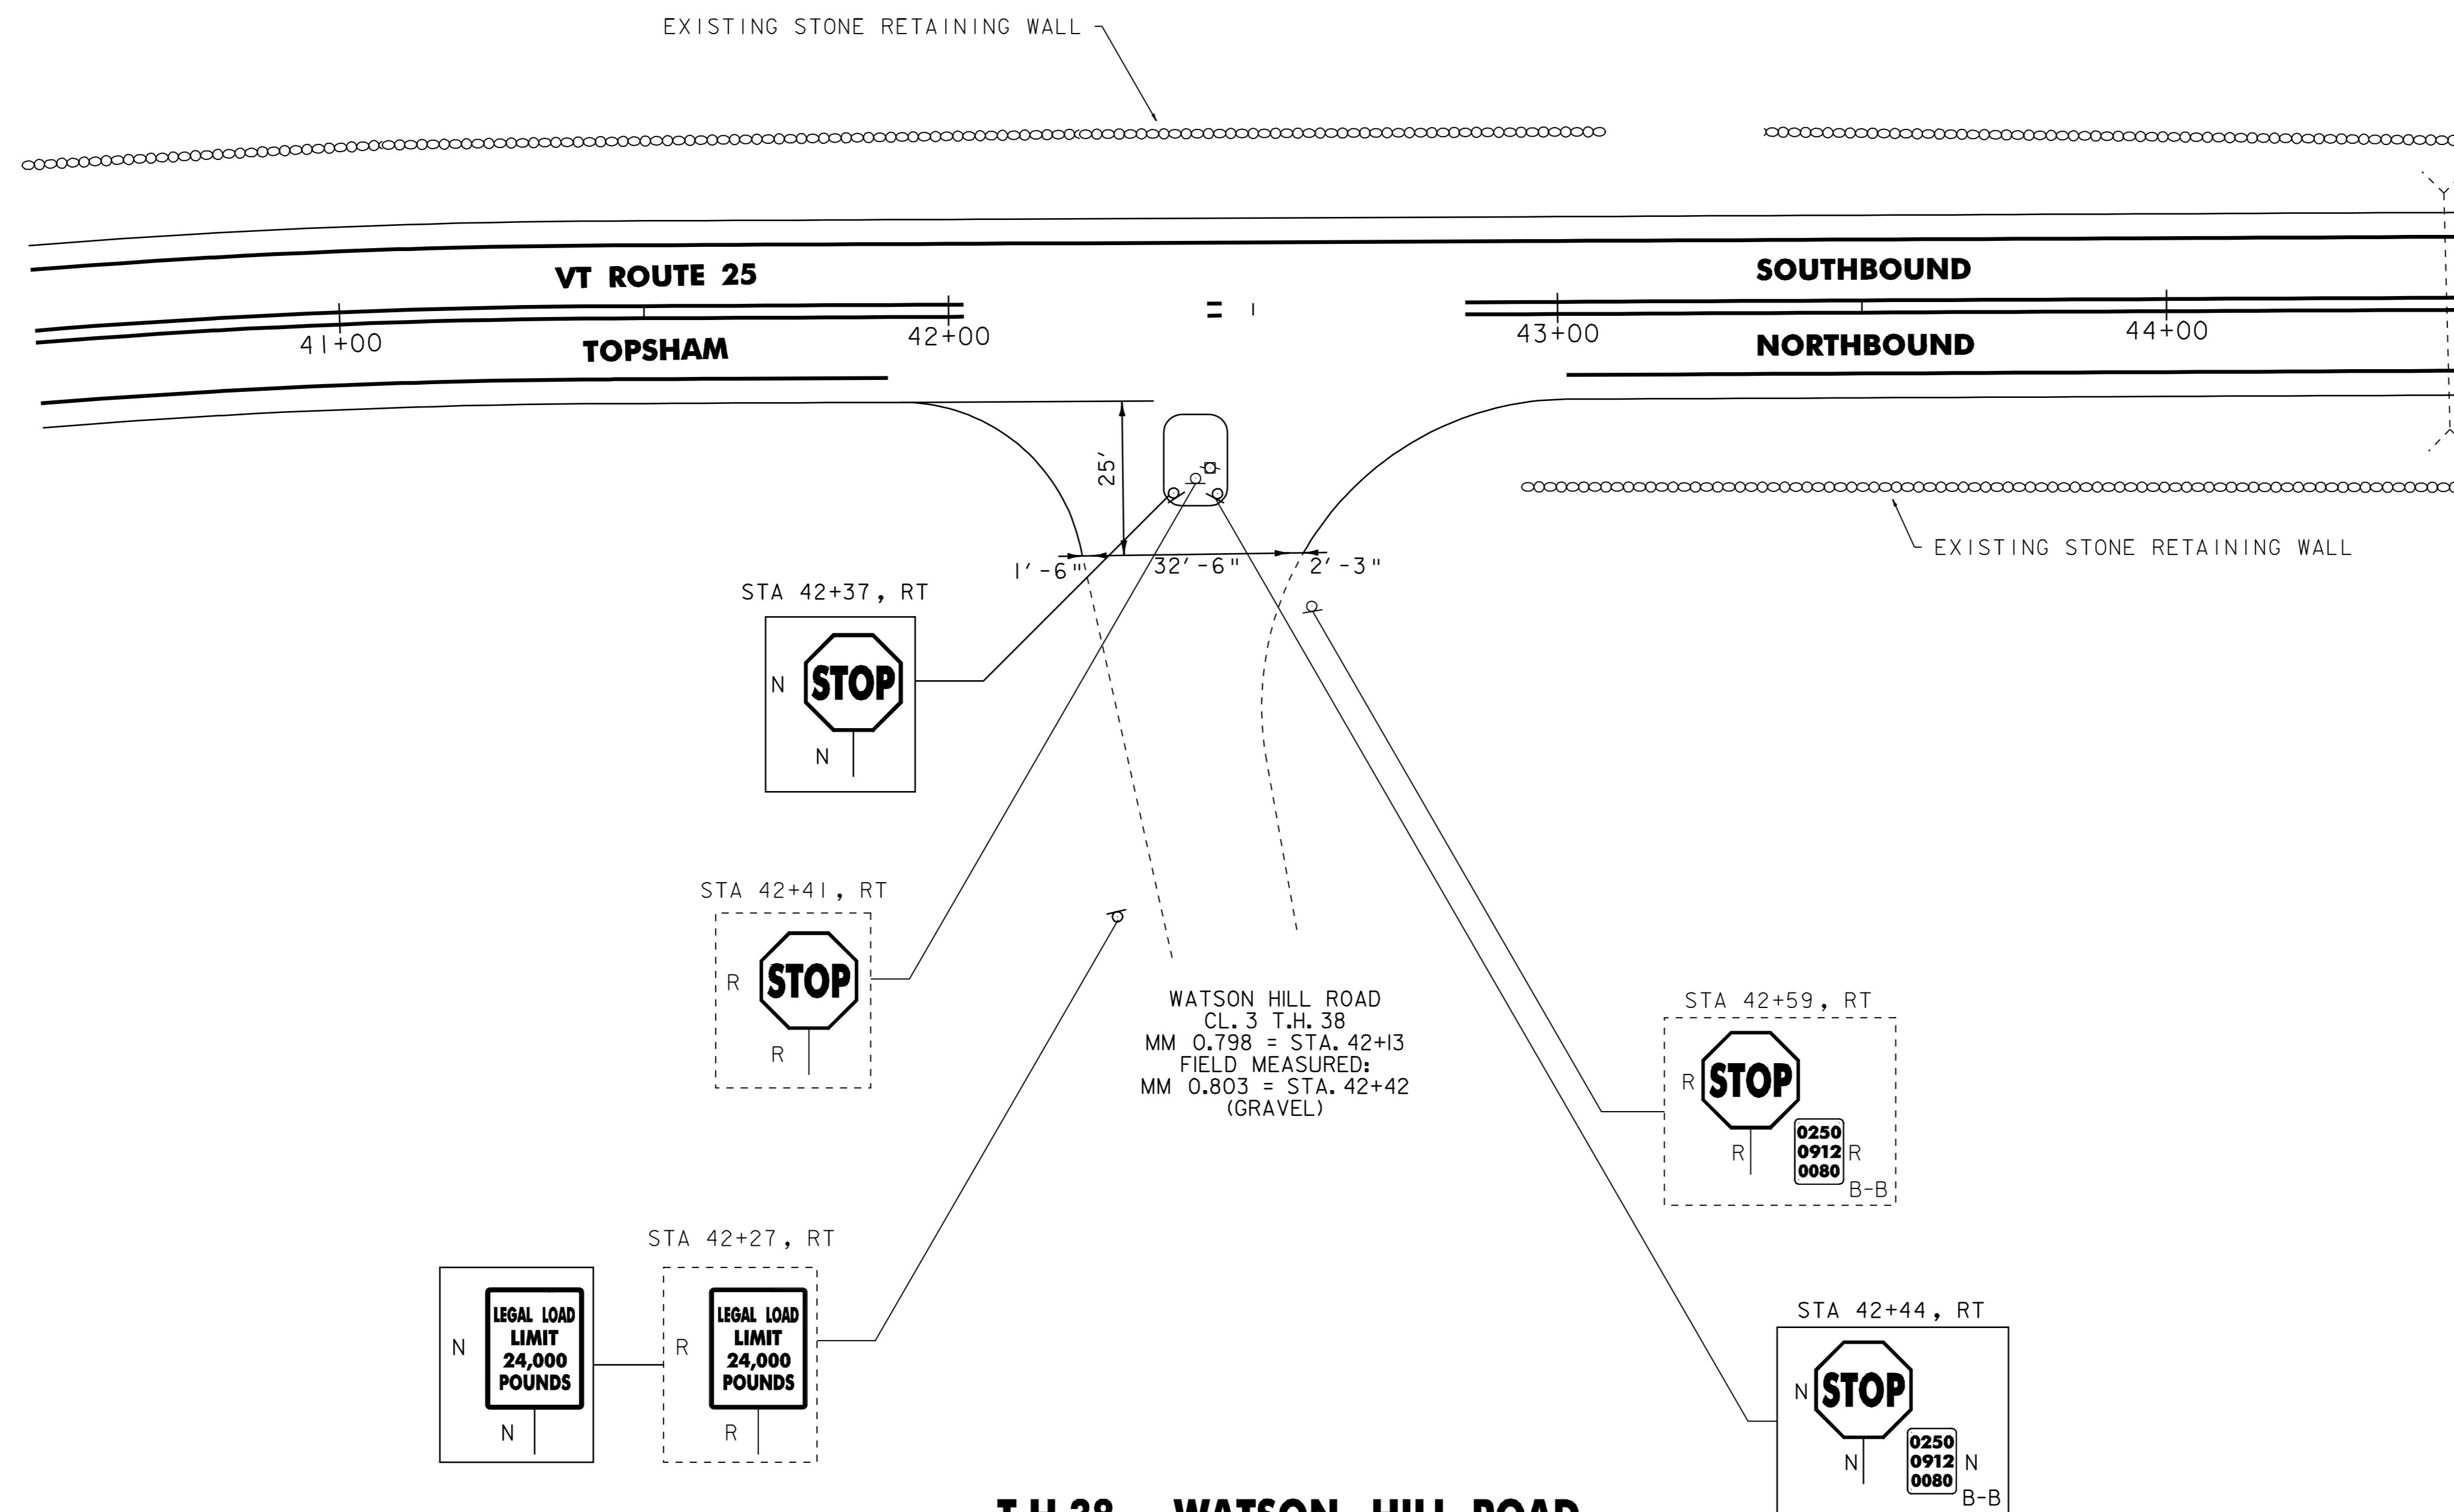 EXISTING STONE RETAINING WALL
VT ROUTE 25
SOUTHBOUND
41+00
42+00
43+00
44+00
TOPSHAM
NORTHBOUND
25'
1'-6"
32'-6"
2'-3"
EXISTING STONE RETAINING WALL
STA 42+37, RT
N
STOP
N
STA 42+41, RT
R
STOP
R
WATSON HILL ROAD
CL. 3 T.H. 38
MM 0.798 = STA. 42+13
FIELD MEASURED:
MM 0.803 = STA. 42+42
(GRAVEL)
STA 42+59, RT
R
STOP
R
0250
0912
0080
R
B-B
STA 42+27, RT
N
LEGAL LOAD
LIMIT
24,000
POUNDS
N
R
LEGAL LOAD
LIMIT
24,000
POUNDS
R
STA 42+44, RT
N
STOP
N
0250
0912
0080
N
B-B
T.H.38 WATSON HILL ROAD